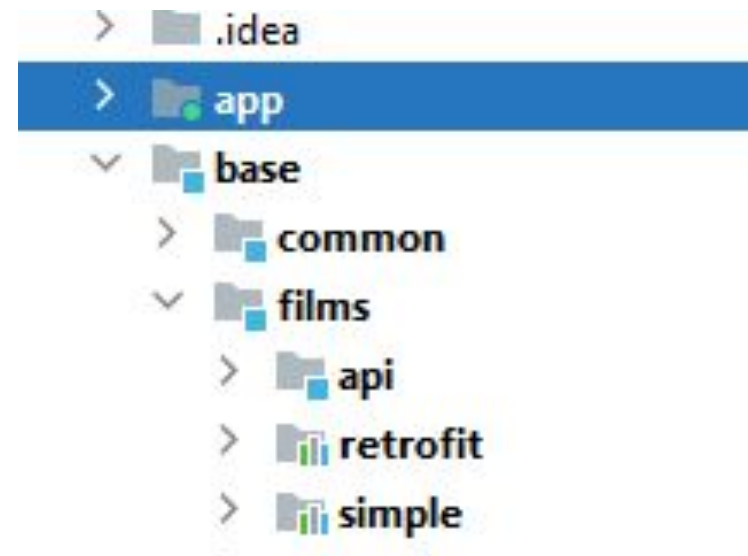 .idea
app
base
common
films
api
retrofit
simple